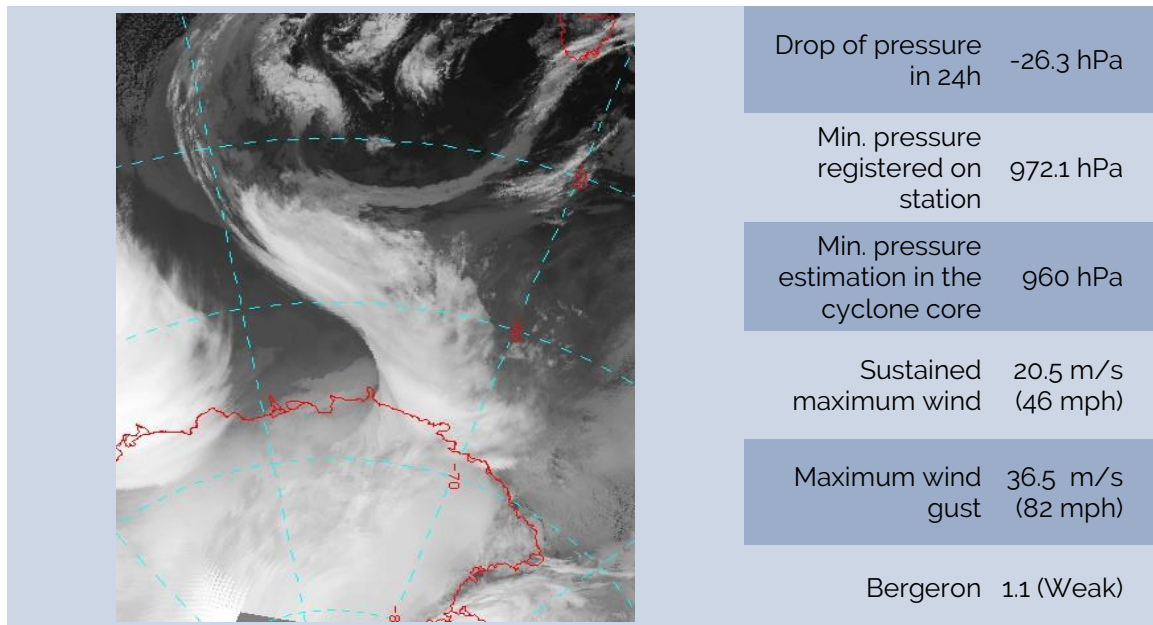 Drop of pressure
in 24h
-26.3 hPa
Min. pressure
registered on
station
972.1 hPa
Min. pressure
estimation in the
cyclone core
960 hPa
Sustained
maximum wind
20.5 m/s
(46 mph)
Maximum wind
gust
36.5 m/s
(82 mph)
Bergeron
1.1 (Weak)
-70
-8